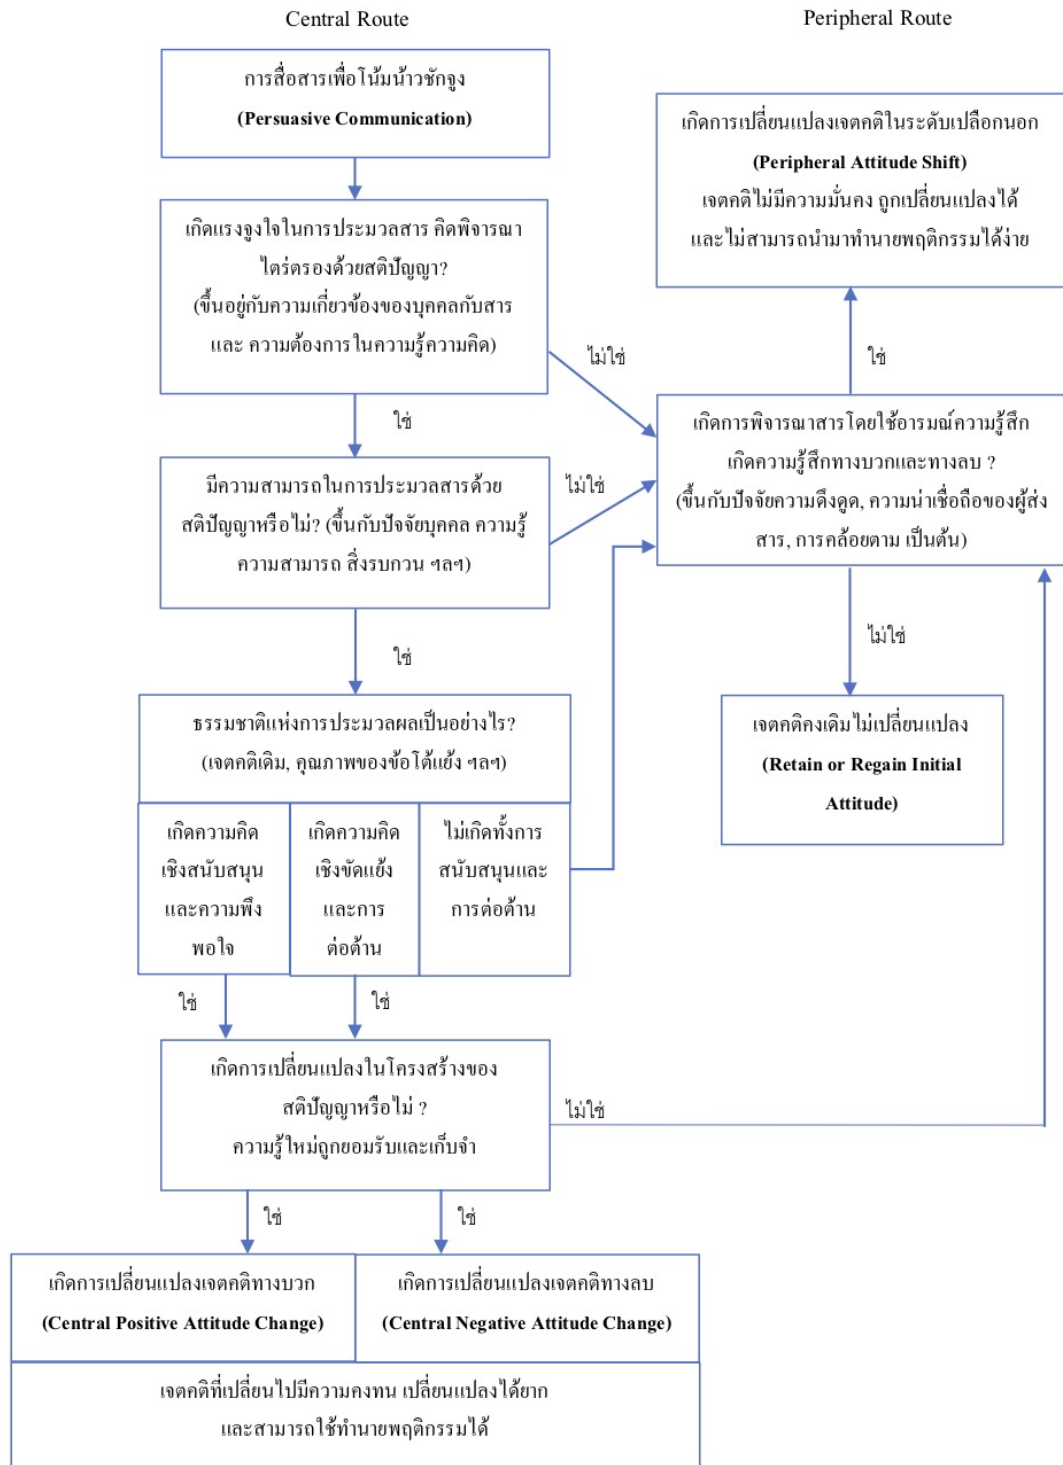 Central Route
Peripheral Route
การสื่อสารเพื่อโน้มน้าวชักจูง
(Persuasive Communication)
เกิดการเปลี่ยนแปลงเจตคติในระดับเปลือกนอก
(Peripheral Attitude Shift)
เจตคติไม่มีความมั่นคง ถูกเปลี่ยนแปลงได้
และไม่สามารถนำมาทำนายพฤติกรรมได้ง่าย
เกิดแรงจูงใจในการประมวลสาร คิดพิจารณา
ไตร่ตรองด้วยสติปัญญา?
(ขึ้นอยู่กับความเกี่ยวข้องของบุคคลกับสาร
และ ความต้องการในความรู้ความคิด)
ไม่ใช่
ใช่
ใช่
เกิดการพิจารณาสารโดยใช้อารมณ์ความรู้สึก
เกิดความรู้สึกทางบวกและทางลบ ?
(ขึ้นกับปัจจัยความดึงดูด, ความน่าเชื่อถือของผู้ส่ง
สาร, การคล้อยตาม เป็นต้น)
มีความสามารถในการประมวลสารด้วย
สติปัญญาหรือไม่? (ขึ้นกับปัจจัยบุคคล ความรู้
ความสามารถ สิ่งรบกวน ฯลฯ)
ไม่ใช่
ใช่
ไม่ใช่
ธรรมชาติแห่งการประมวลผลเป็นอย่างไร?
(เจตคติเดิม, คุณภาพของข้อโต้แย้ง ฯลฯ)
เจตคติคงเดิมไม่เปลี่ยนแปลง
(Retain or Regain Initial
Attitude)
เกิดความคิด
เชิงสนับสนุน
และความพึง
พอใจ
เกิดความคิด
เชิงขัดแย้ง
และการ
ต่อต้าน
ไม่เกิดทั้งการ
สนับสนุนและ
การต่อต้าน
ใช่
ใช่
เกิดการเปลี่ยนแปลงในโครงสร้างของ
สติปัญญาหรือไม่ ?
ความรู้ใหม่ถูกยอมรับและเก็บจำ
ไม่ใช่
ใช่
ใช่
เกิดการเปลี่ยนแปลงเจตคติทางบวก
(Central Positive Attitude Change)
เกิดการเปลี่ยนแปลงเจตคติทางลบ
(Central Negative Attitude Change)
เจตคติที่เปลี่ยนไปมีความคงทน เปลี่ยนแปลงได้ยาก
และสามารถใช้ทำนายพฤติกรรมได้